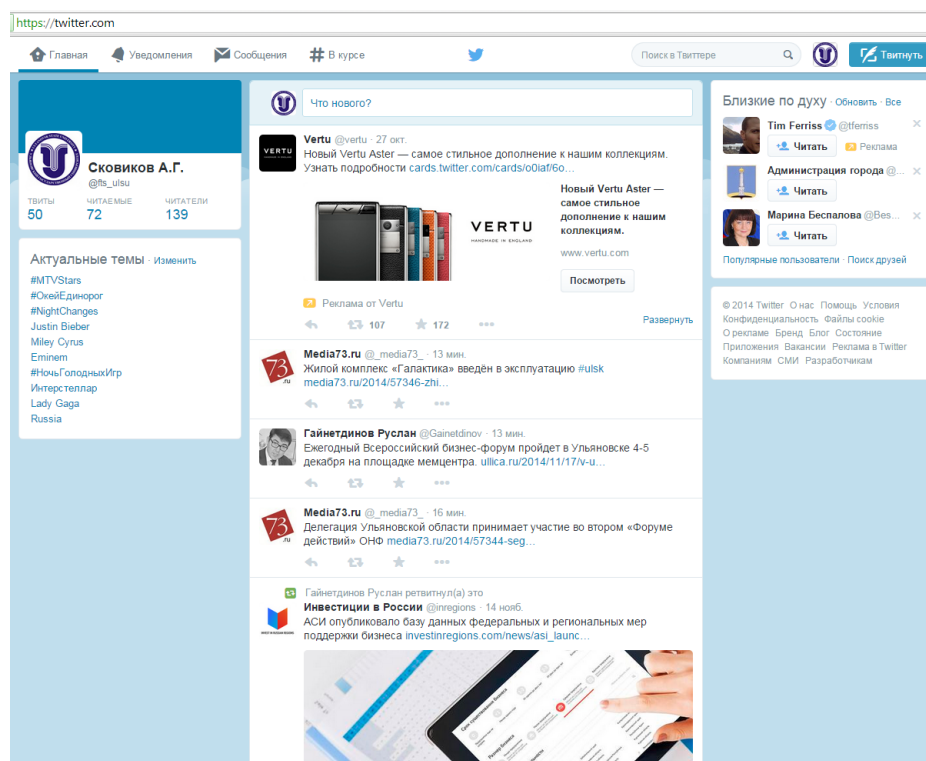 https://twitter.com
Главная Уведомления Сообщения В курсе Поиск в Твиттере Твитнуть
Сковиков А.Г.
@fls_ulsu
ТВИТЫ ЧИТАЕМЫЕ ЧИТАТЕЛИ
50 72 139
Актуальные темы · Изменить
#MTVStars
#ОкейЕдинорог
#NightChanges
Justin Bieber
Miley Cyrus
Eminem
#НочьГолодныхИгр
Интерстеллар
Lady Gaga
Russia
Что нового?
VERTU
Vertu @vertu · 27 окт.
Новый Vertu Aster — самое стильное дополнение к нашим коллекциям.
Узнать подробности cards.twitter.com/cards/o0iaf/6o…
VERTU
HANDMADE IN ENGLAND
Новый Vertu Aster —
самое стильное
дополнение к нашим
коллекциям.
www.vertu.com
Посмотреть
Реклама от Vertu
107 172
Развернуть
73
.ru
Media73.ru @_media73_ · 13 мин.
Жилой комплекс «Галактика» введён в эксплуатацию #ulsk
media73.ru/2014/57346-zhi…
Гайнетдинов Руслан @Gainetdinov · 13 мин.
Ежегодный Всероссийский бизнес-форум пройдет в Ульяновске 4-5
декабря на площадке мемцентра. ullica.ru/2014/11/17/v-u…
73
.ru
Media73.ru @_media73_ · 16 мин.
Делегация Ульяновской области принимает участие во втором «Форуме
действий» ОНФ media73.ru/2014/57344-seg…
Гайнетдинов Руслан ретвитнул(а) это
Инвестиции в России @inregions · 14 нояб.
АСИ опубликовало базу данных федеральных и региональных мер
поддержки бизнеса investinregions.com/news/asi_launc…
Близкие по духу · Обновить · Все
Tim Ferriss @tferriss
Читать Реклама
Администрация города @...
Читать
Марина Беспалова @Bes...
Читать
Популярные пользователи · Поиск друзей
© 2014 Twitter О нас Помощь Условия
Конфиденциальность Файлы cookie
О рекламе Бренд Блог Состояние
Приложения Вакансии Реклама в Twitter
Компаниям СМИ Разработчикам